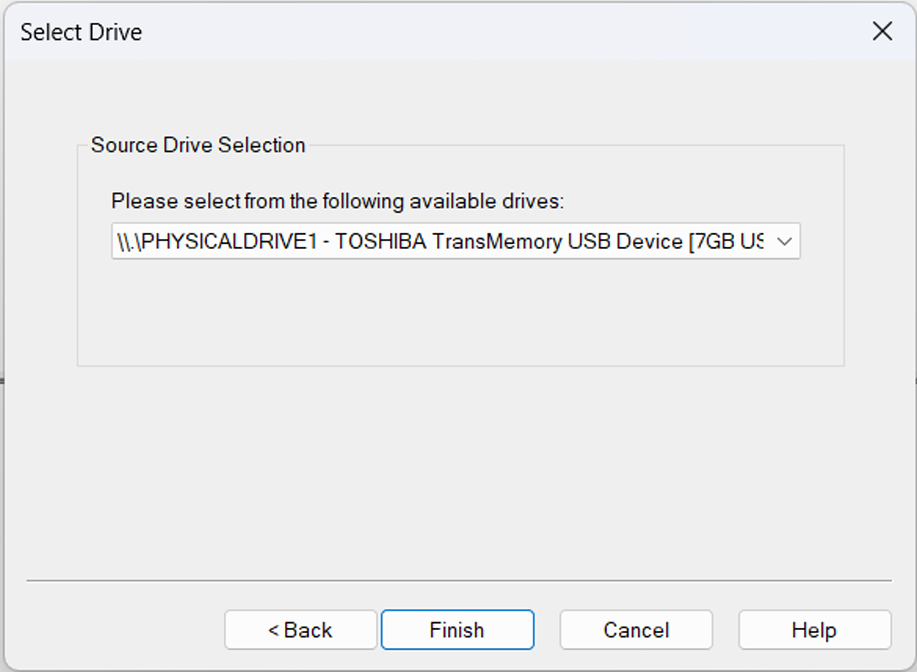 Select Drive
Source Drive Selection
Please select from the following available drives:
\\.\PHYSICALDRIVE1 - TOSHIBA TransMemory USB Device [7GB US
< Back
Finish
Cancel
Help